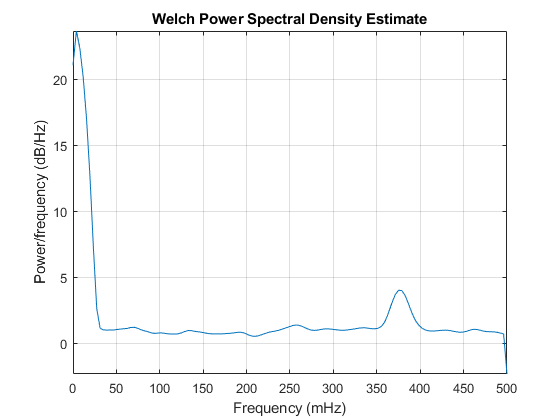 Welch Power Spectral Density Estimate
Power/frequency (dB/Hz)
20
15
10
5
0
0 50 100 150 200 250 300 350 400 450 500
Frequency (mHz)